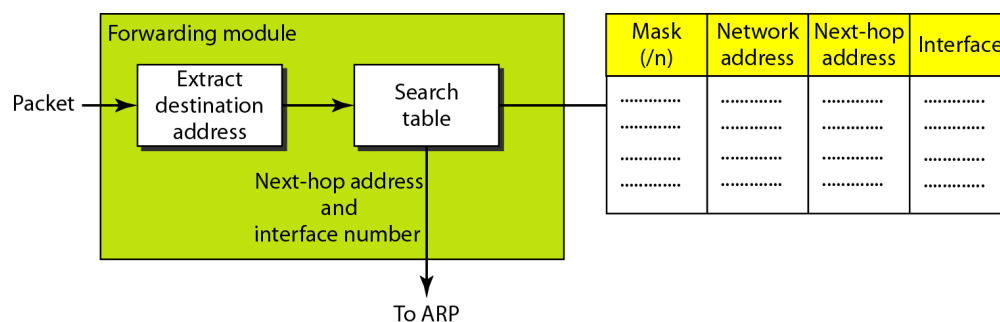 Forwarding module
Packet
Extract
destination
address
Search
table
Next-hop address
and
interface number
To ARP
Mask
(/n)
Network
address
Next-hop
address
Interface
............. ............. ............. .............
............. ............. ............. .............
............. ............. ............. .............
............. ............. ............. .............